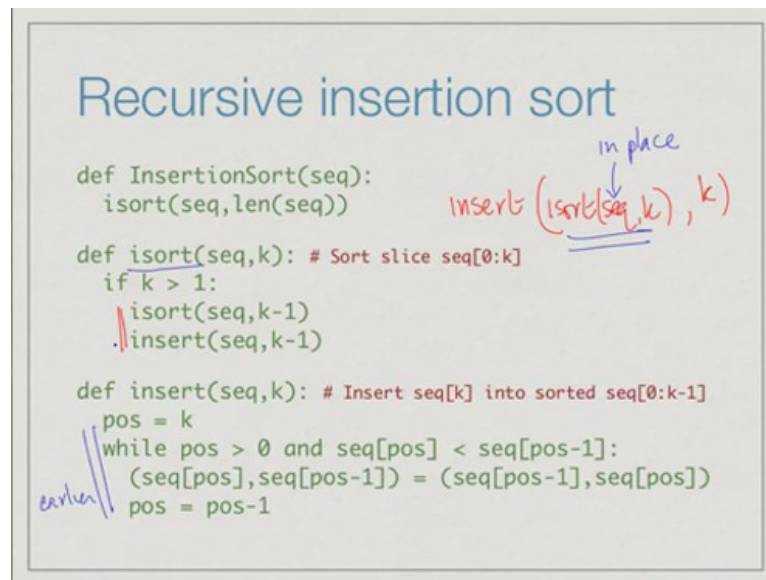 Recursive insertion sort
in place
def InsertionSort(seq):
isort(seq,len(seq))
insert (isort(seq,k), k)
def isort(seq,k): # Sort slice seq[0:k]
if k > 1:
isort(seq,k-1)
insert(seq,k-1)
def insert(seq,k): # Insert seq[k] into sorted seq[0:k-1]
pos = k
while pos > 0 and seq[pos] < seq[pos-1]:
(seq[pos],seq[pos-1]) = (seq[pos-1],seq[pos])
earlier
pos = pos-1